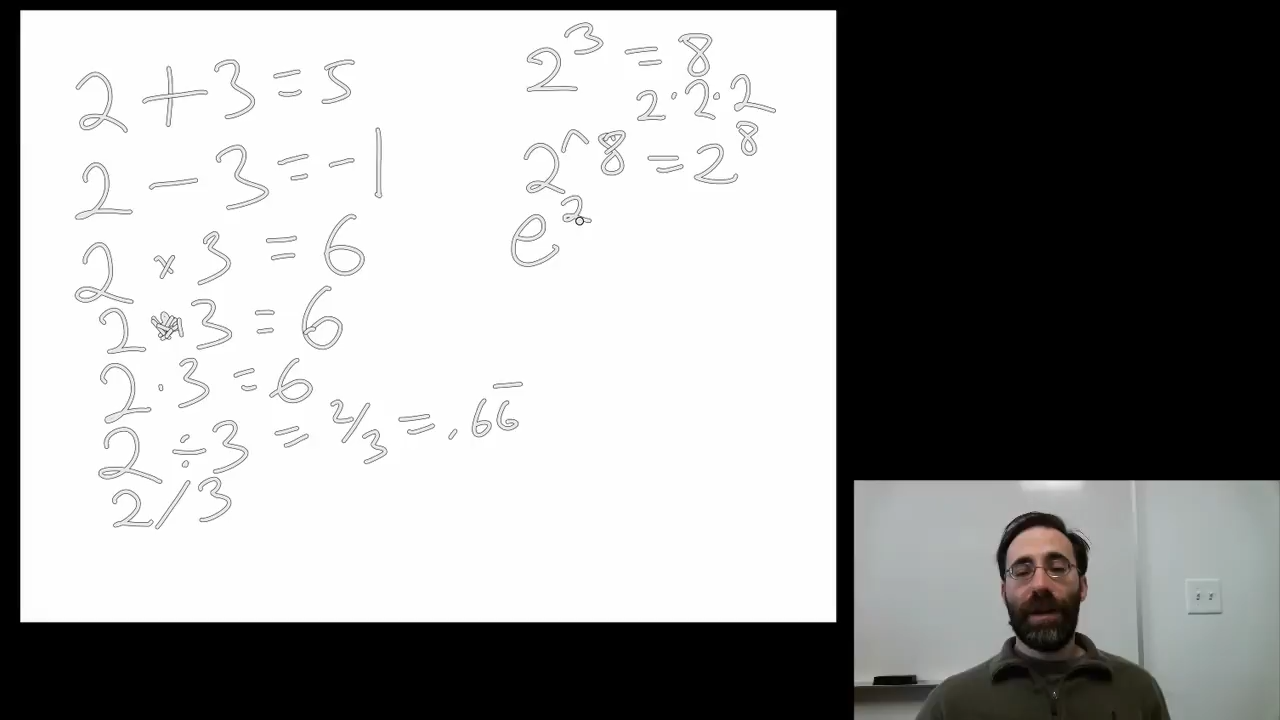 2 + 3 = 5
2 - 3 = -1
2 × 3 = 6
2 * 3 = 6
2 · 3 = 6
2 ÷ 3 = 2/3 = .66̅
2 / 3
2³ = 8
2 · 2 · 2
2^8 = 2⁸
e²